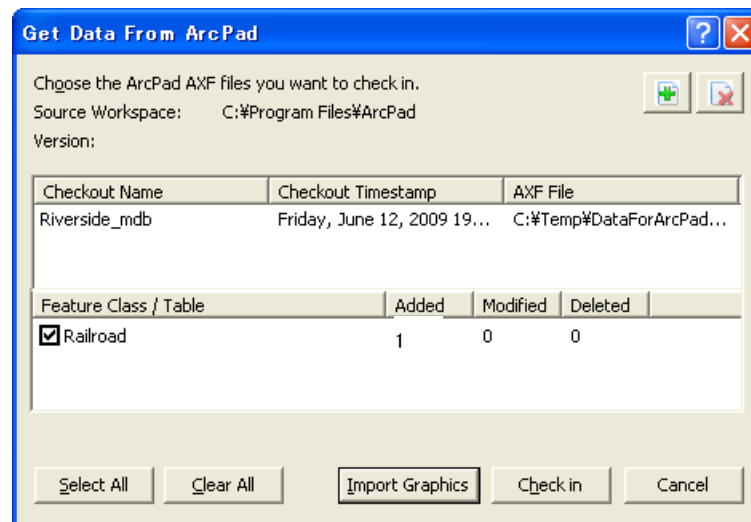 Get Data From ArcPad
Choose the ArcPad AXF files you want to check in.
Source Workspace: C:¥Program Files¥ArcPad
Version:
Checkout Name Checkout Timestamp AXF File
Riverside_mdb Friday, June 12, 2009 19... C:¥Temp¥DataForArcPad...
Feature Class / Table Added Modified Deleted
Railroad 1 0 0
Select All Clear All Import Graphics Check in Cancel